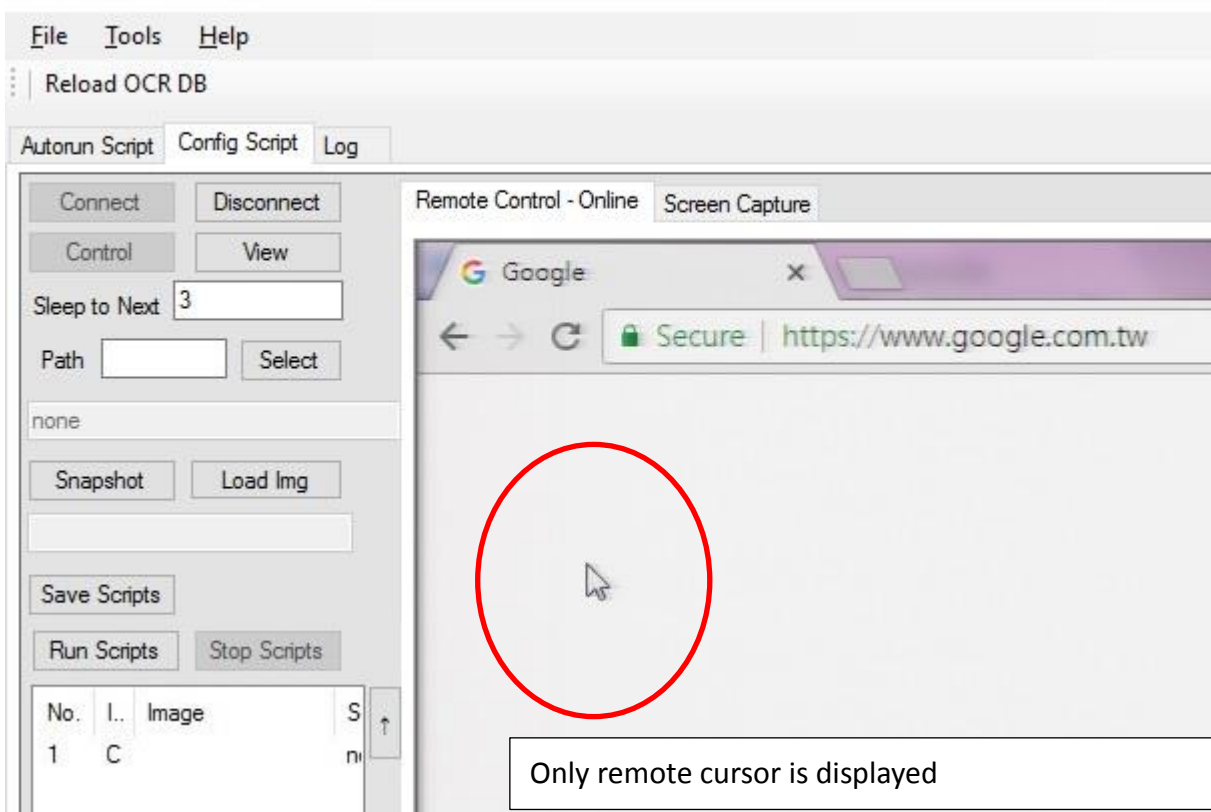 File Tools Help
Reload OCR DB
Autorun Script Config Script Log
Connect Disconnect
Control View
Sleep to Next 3
Path Select
none
Snapshot Load Img
Save Scripts
Run Scripts Stop Scripts
No. I.. Image S ↑
1 C
Remote Control - Online Screen Capture
G Google ×
Secure | https://www.google.com.tw
Only remote cursor is displayed